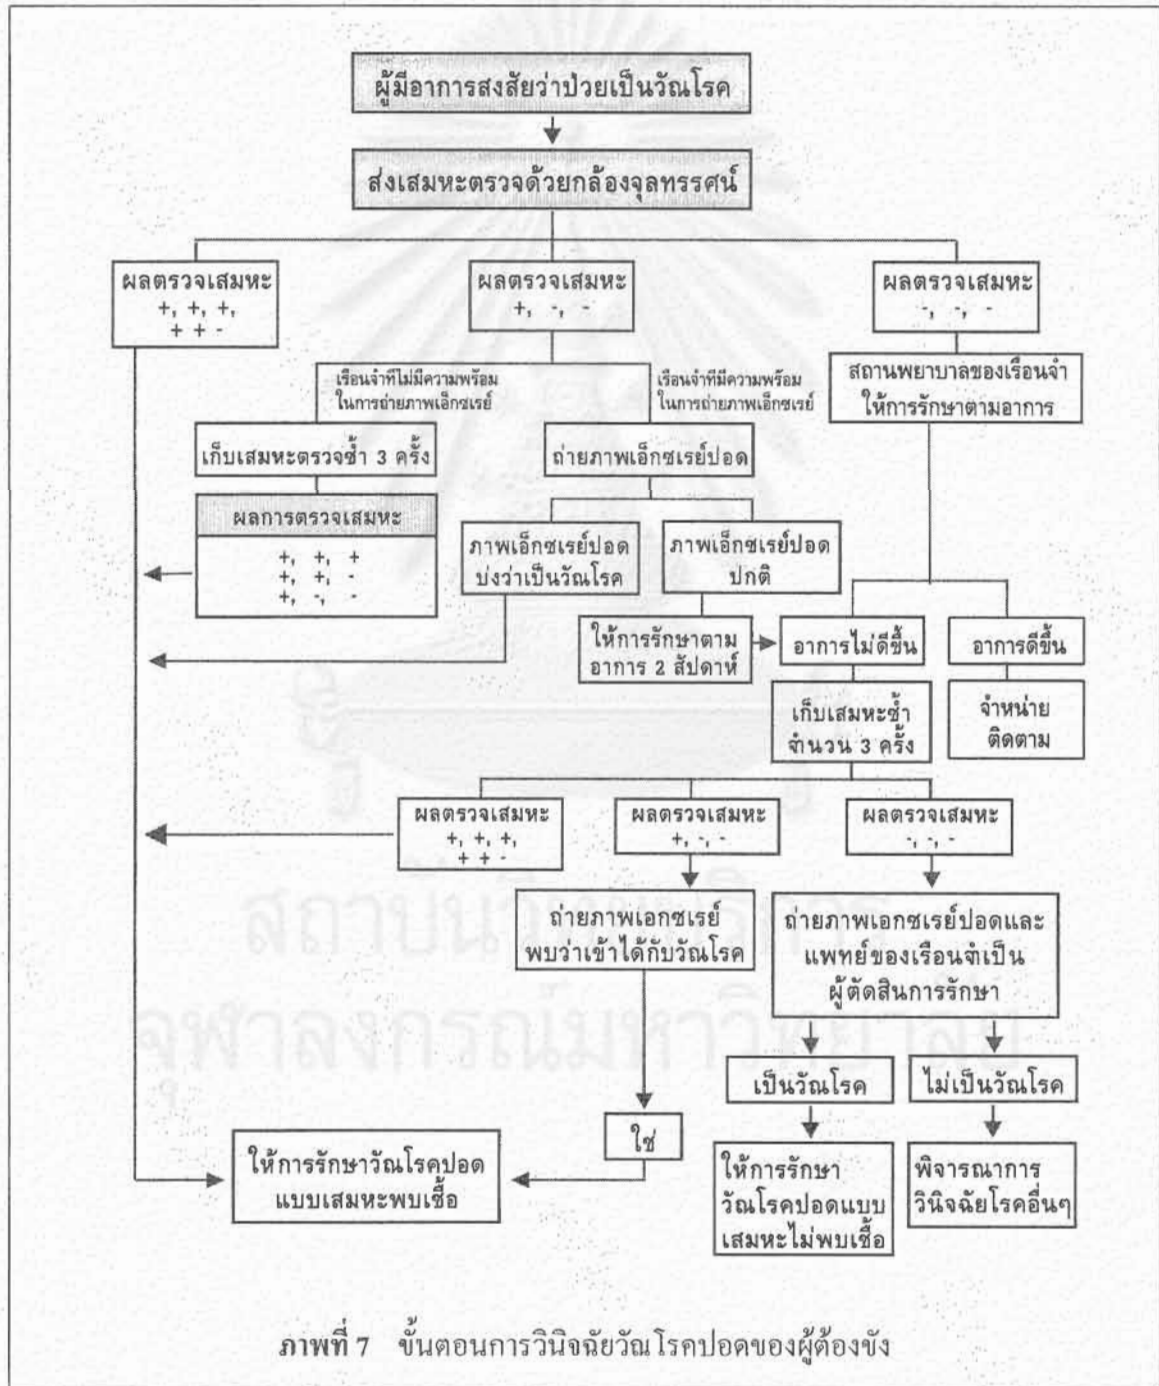 ผู้มีอาการสงสัยว่าป่วยเป็นวัณโรค
ส่งเสมหะตรวจด้วยกล้องจุลทรรศน์
ผลตรวจเสมหะ
+, +, +,
+ + -
ผลตรวจเสมหะ
+, -, -
ผลตรวจเสมหะ
-, -, -
เรือนจำที่ไม่มีความพร้อม
ในการถ่ายภาพเอ็กซเรย์
เรือนจำที่มีความพร้อม
ในการถ่ายภาพเอ็กซเรย์
สถานพยาบาลของเรือนจำ
ให้การรักษาตามอาการ
เก็บเสมหะตรวจซ้ำ 3 ครั้ง
ถ่ายภาพเอ็กซเรย์ปอด
ผลการตรวจเสมหะ
+, +, +
+, +, -
+, -, -
ภาพเอ็กซเรย์ปอด
บ่งว่าเป็นวัณโรค
ภาพเอ็กซเรย์ปอด
ปกติ
ให้การรักษาตาม
อาการ 2 สัปดาห์
อาการไม่ดีขึ้น
อาการดีขึ้น
เก็บเสมหะซ้ำ
จำนวน 3 ครั้ง
จำหน่าย
ติดตาม
ผลตรวจเสมหะ
+, +, +,
+ + -
ผลตรวจเสมหะ
+, -, -
ผลตรวจเสมหะ
-, -, -
ถ่ายภาพเอกซเรย์
พบว่าเข้าได้กับวัณโรค
ถ่ายภาพเอกซเรย์ปอดและ
แพทย์ของเรือนจำเป็น
ผู้ตัดสินการรักษา
สถาบันวิทยบริการ
จุฬาลงกรณ์มหาวิทยาลัย
เป็นวัณโรค
ไม่เป็นวัณโรค
ใช่
ให้การรักษาวัณโรคปอด
แบบเสมหะพบเชื้อ
ให้การรักษา
วัณโรคปอดแบบ
เสมหะไม่พบเชื้อ
พิจารณาการ
วินิจฉัยโรคอื่นๆ
ภาพที่ 7 ขั้นตอนการวินิจฉัยวัณโรคปอดของผู้ต้องขัง